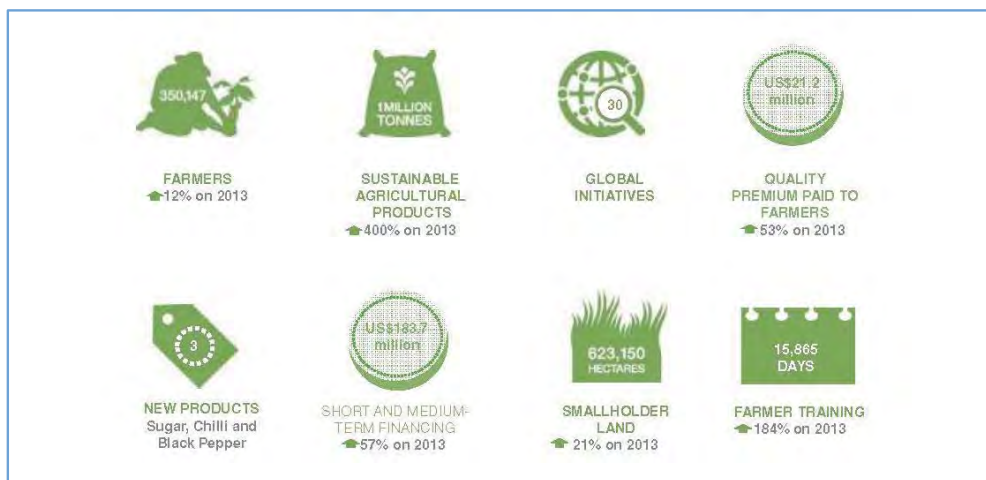 350,147
FARMERS
12% on 2013
1 MILLION
TONNES
SUSTAINABLE
AGRICULTURAL
PRODUCTS
400% on 2013
30
GLOBAL
INITIATIVES
US$21.2
million
QUALITY
PREMIUM PAID TO
FARMERS
53% on 2013
3
NEW PRODUCTS
Sugar, Chilli and
Black Pepper
US$183.7
million
SHORT AND MEDIUM-
TERM FINANCING
57% on 2013
623,150
HECTARES
SMALLHOLDER
LAND
21% on 2013
15,865
DAYS
FARMER TRAINING
184% on 2013